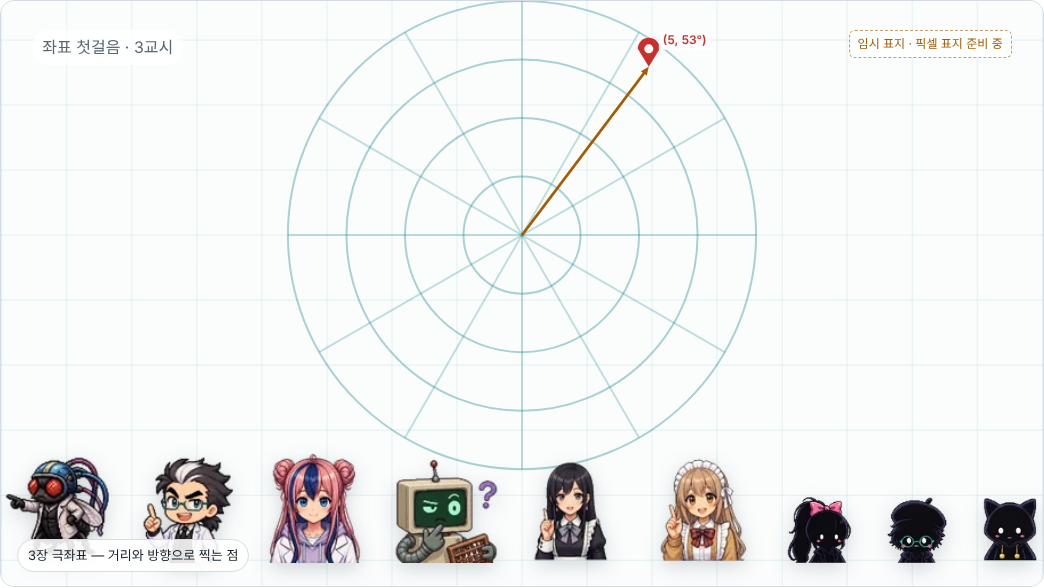 좌표 첫걸음 · 3교시
(5, 53°)
임시 표지 · 픽셀 표지 준비 중
?
3장 극좌표 — 거리와 방향으로 찍는 점